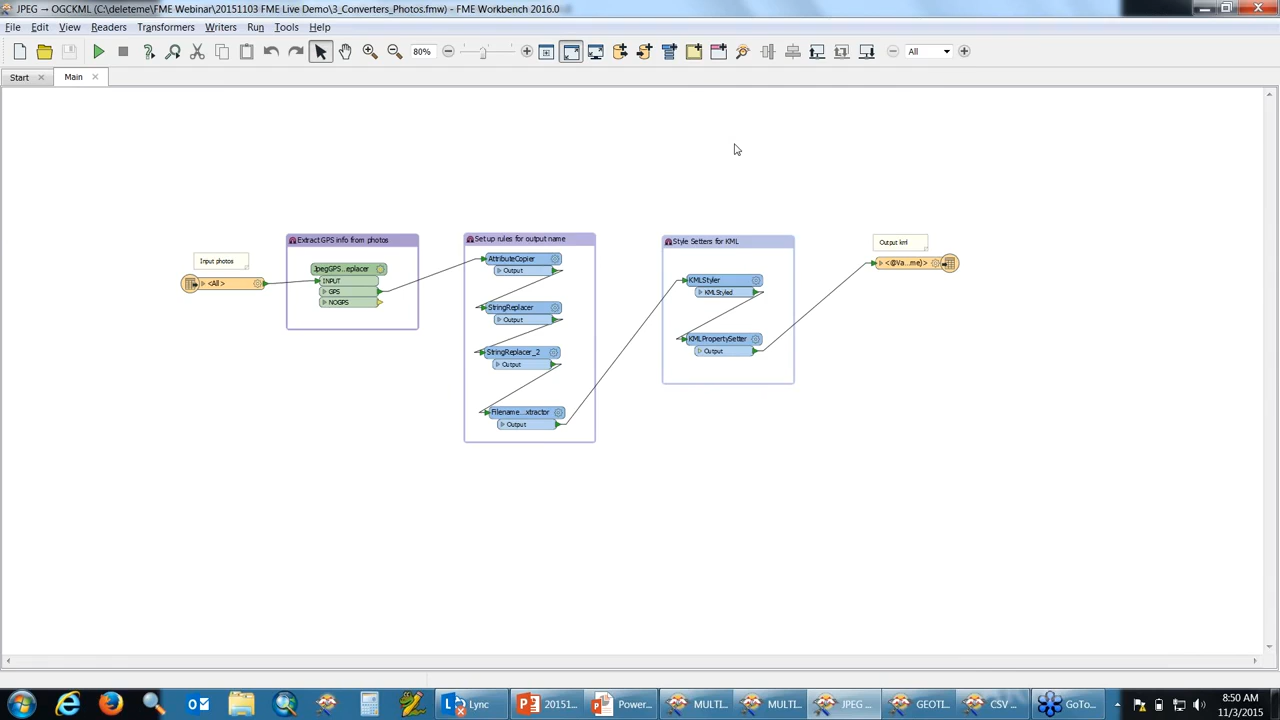 JPEG → OGCKML (C:\deleteme\FME Webinar\20151103 FME Live Demo\3_Converters_Photos.fmw) - FME Workbench 2016.0
File Edit View Readers Transformers Writers Run Tools Help
80%
All
Start Main
Input photos
<All>
Extract GPS info from photos
JpegGPS...eplacer
INPUT
GPS
NOGPS
Set up rules for output name
AttributeCopier
Output
StringReplacer
Output
StringReplacer_2
Output
Filename...xtractor
Output
Style Setters for KML
KMLStyler
KMLStyled
KMLPropertySetter
Output
Output kml
<@Va...me)>
Lync
20151...
Power...
MULTI...
MULTI...
JPEG ...
GEOTI...
CSV ...
GoTo...
8:50 AM
11/3/2015